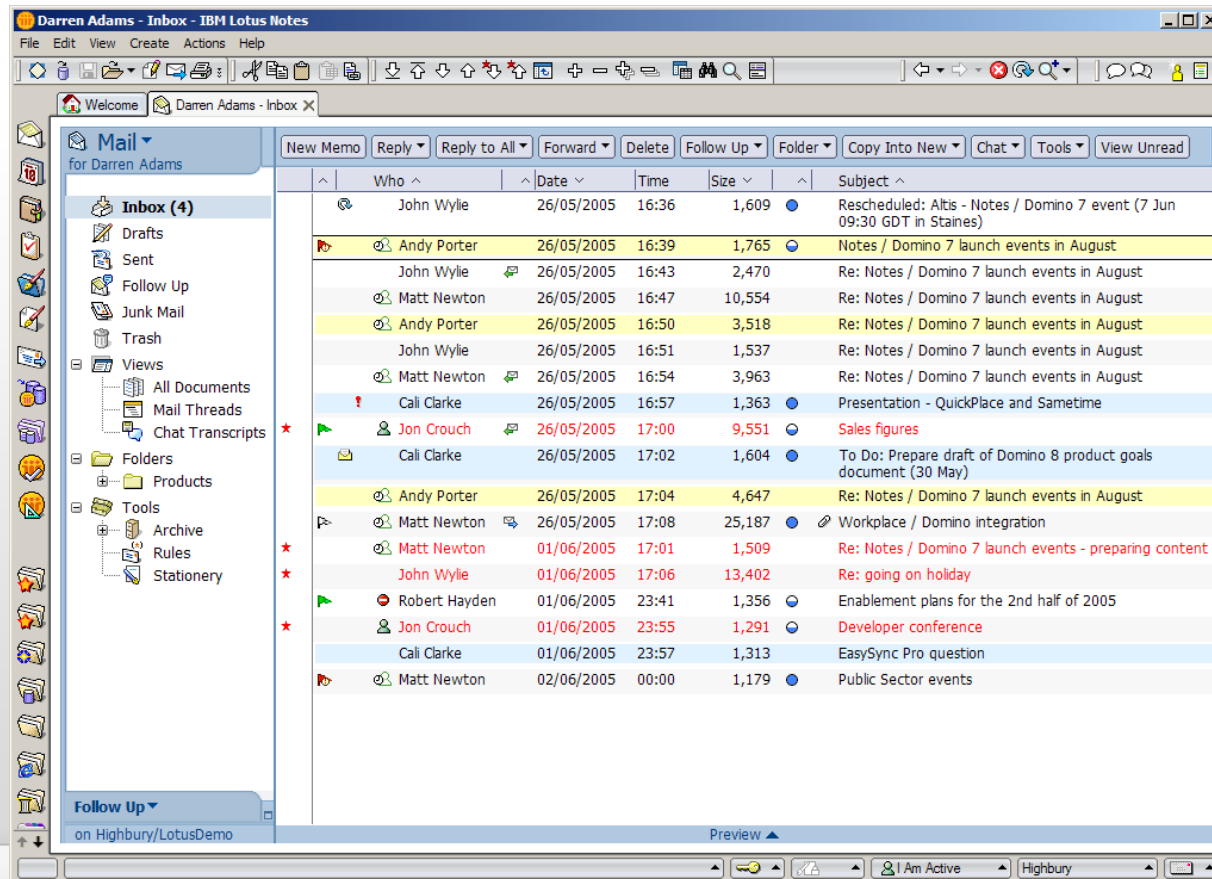 Darren Adams - Inbox - IBM Lotus Notes
File Edit View Create Actions Help
Welcome Darren Adams - Inbox
Mail
for Darren Adams
Inbox (4)
Drafts
Sent
Follow Up
Junk Mail
Trash
Views
All Documents
Mail Threads
Chat Transcripts
Folders
Products
Tools
Archive
Rules
Stationery
Follow Up
on Highbury/LotusDemo
New Memo Reply Reply to All Forward Delete Follow Up Folder Copy Into New Chat Tools View Unread
Who Date Time Size Subject
John Wylie 26/05/2005 16:36 1,609 Rescheduled: Altis - Notes / Domino 7 event (7 Jun
09:30 GDT in Staines)
Andy Porter 26/05/2005 16:39 1,765 Notes / Domino 7 launch events in August
John Wylie 26/05/2005 16:43 2,470 Re: Notes / Domino 7 launch events in August
Matt Newton 26/05/2005 16:47 10,554 Re: Notes / Domino 7 launch events in August
Andy Porter 26/05/2005 16:50 3,518 Re: Notes / Domino 7 launch events in August
John Wylie 26/05/2005 16:51 1,537 Re: Notes / Domino 7 launch events in August
Matt Newton 26/05/2005 16:54 3,963 Re: Notes / Domino 7 launch events in August
Cali Clarke 26/05/2005 16:57 1,363 Presentation - QuickPlace and Sametime
Jon Crouch 26/05/2005 17:00 9,551 Sales figures
Cali Clarke 26/05/2005 17:02 1,604 To Do: Prepare draft of Domino 8 product goals
document (30 May)
Andy Porter 26/05/2005 17:04 4,647 Re: Notes / Domino 7 launch events in August
Matt Newton 26/05/2005 17:08 25,187 Workplace / Domino integration
Matt Newton 01/06/2005 17:01 1,509 Re: Notes / Domino 7 launch events - preparing content
John Wylie 01/06/2005 17:06 13,402 Re: going on holiday
Robert Hayden 01/06/2005 23:41 1,356 Enablement plans for the 2nd half of 2005
Jon Crouch 01/06/2005 23:55 1,291 Developer conference
Cali Clarke 01/06/2005 23:57 1,313 EasySync Pro question
Matt Newton 02/06/2005 00:00 1,179 Public Sector events
Preview
I Am Active Highbury